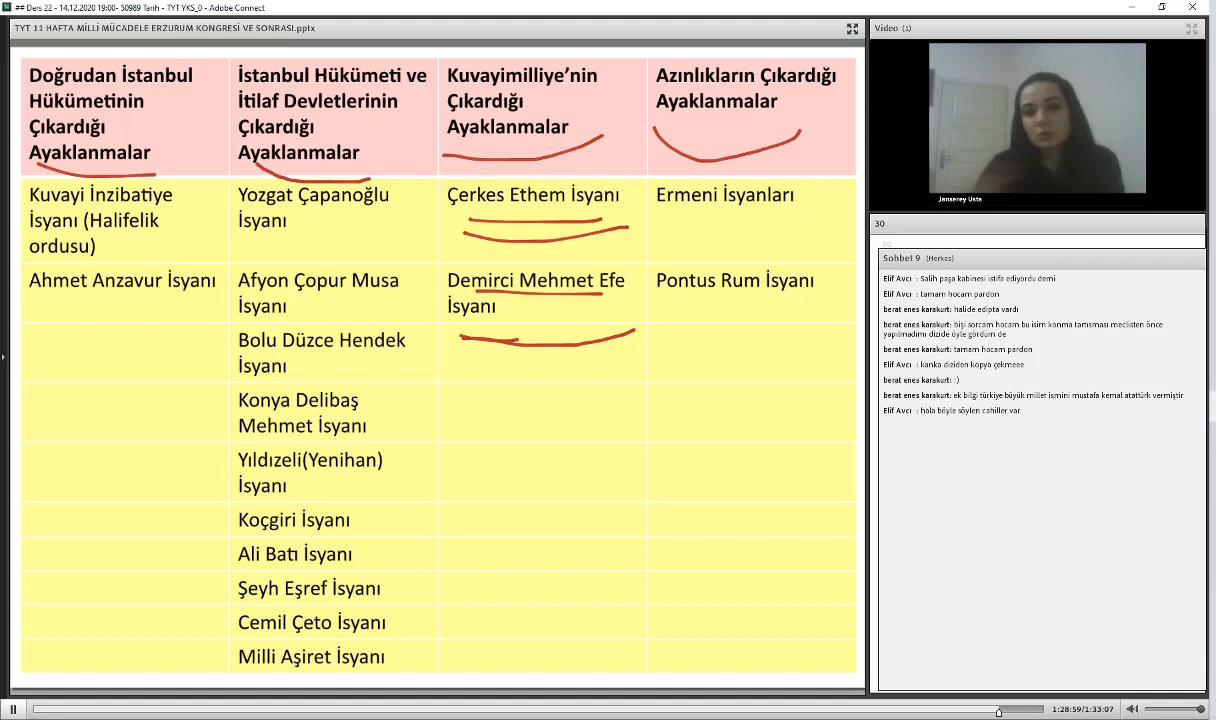 ## Ders 22 - 14.12.2020 19:00- 50989 Tarih - TYT YKS_0 - Adobe Connect
TYT 11 HAFTA MİLLİ MÜCADELE ERZURUM KONGRESİ VE SONRASI.pptx
Doğrudan İstanbul
Hükümetinin
Çıkardığı
Ayaklanmalar
İstanbul Hükümeti ve
İtilaf Devletlerinin
Çıkardığı
Ayaklanmalar
Kuvayimilliye’nin
Çıkardığı
Ayaklanmalar
Azınlıkların Çıkardığı
Ayaklanmalar
Kuvayi İnzibatiye
İsyanı (Halifelik
ordusu)
Yozgat Çapanoğlu
İsyanı
Çerkes Ethem İsyanı
Ermeni İsyanları
Ahmet Anzavur İsyanı
Afyon Çopur Musa
İsyanı
Demirci Mehmet Efe
İsyanı
Pontus Rum İsyanı
Bolu Düzce Hendek
İsyanı
Konya Delibaş
Mehmet İsyanı
Yıldızeli(Yenihan)
İsyanı
Koçgiri İsyanı
Ali Batı İsyanı
Şeyh Eşref İsyanı
Cemil Çeto İsyanı
Milli Aşiret İsyanı
Video (1)
Janserey Usta
30
30
Sohbet 9 (Herkes)
Elif Avcı : Salih paşa kabinesi istifa ediyordu demi
Elif Avcı : tamam hocam pardon
berat enes karakurt: halide edipta vardı
berat enes karakurt: bişi sorcam hocam bu isim konma tartısması meclisten önce
yapılmadımı dizide öyle gördüm de
berat enes karakurt: tamam hocam pardon
Elif Avcı : kanka diziden kopya çekmeee
berat enes karakurt: :)
berat enes karakurt: ek bilgi türkiye büyük millet ismini mustafa kemal atattürk vermiştir
Elif Avcı : hala böyle söylen cahiller var
1:28:59/1:33:07